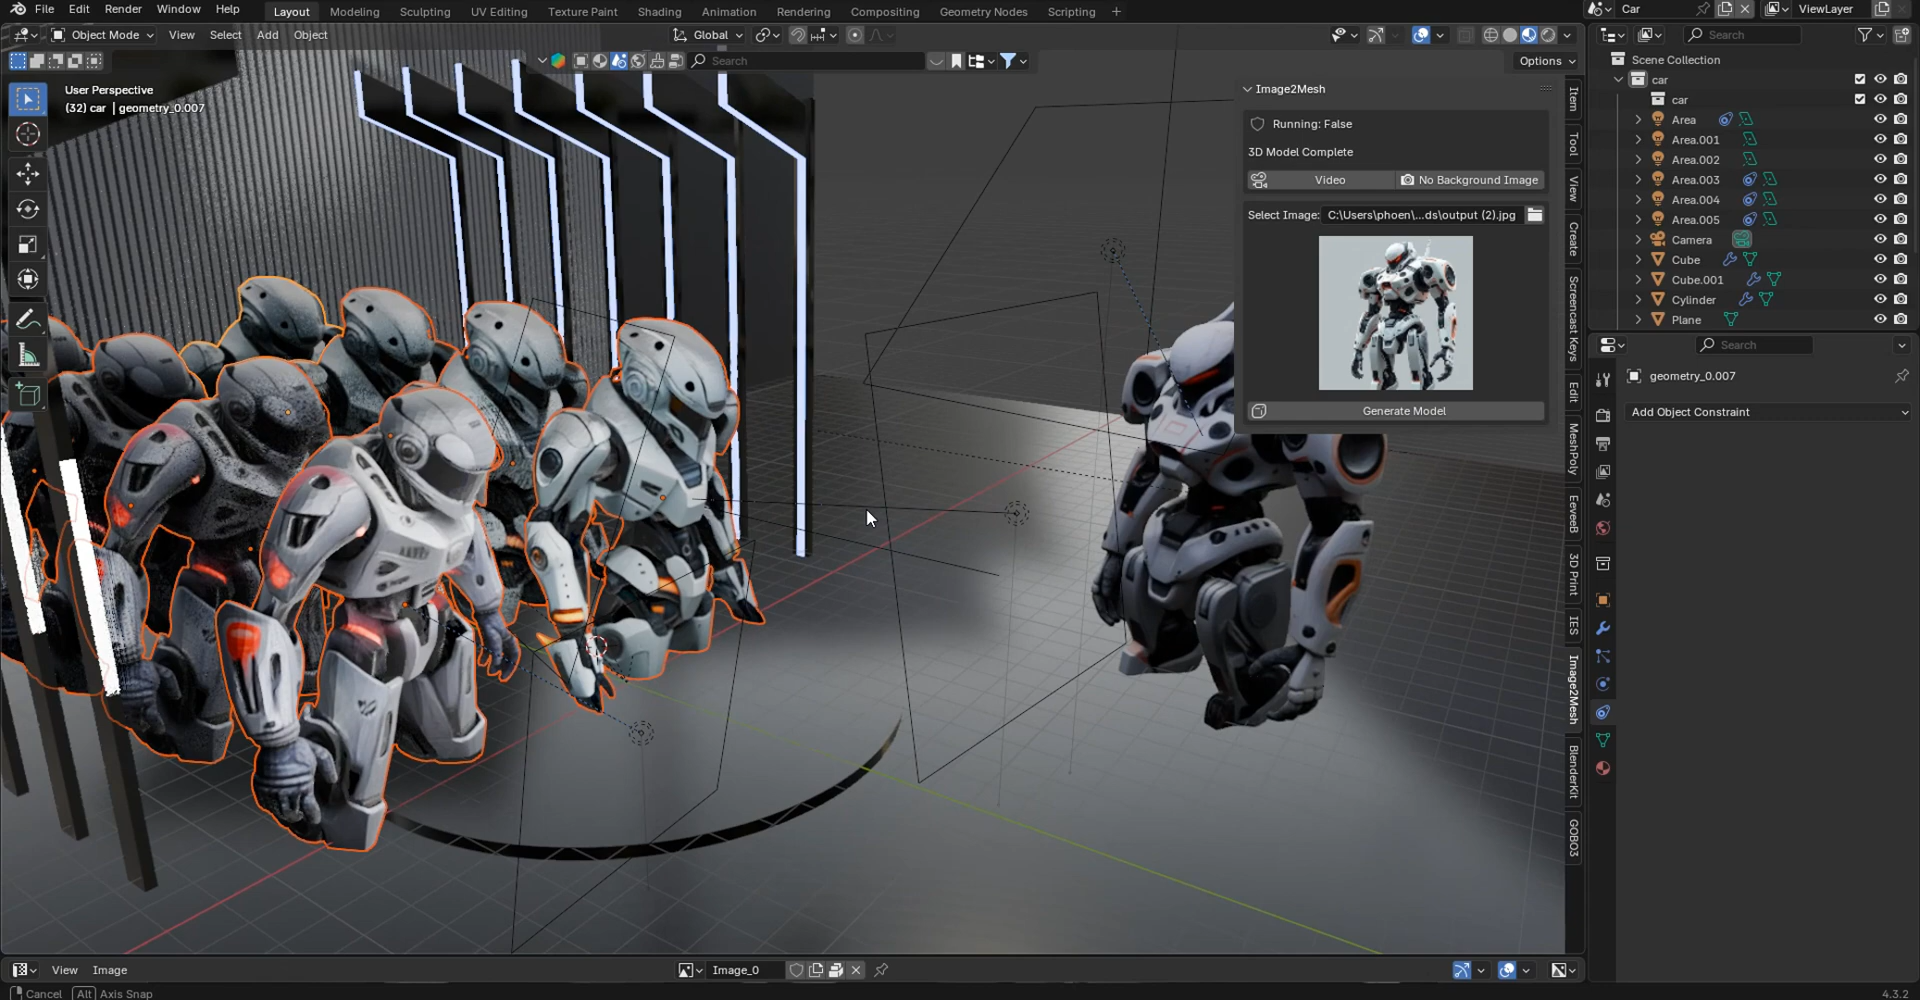 File Edit Render Window Help Layout Modeling Sculpting UV Editing Texture Paint Shading Animation Rendering Compositing Geometry Nodes Scripting + Car ViewLayer
Object Mode View Select Add Object Global Search
Search Options
User Perspective
(32) car | geometry_0.007
Image2Mesh
Running: False
3D Model Complete
Video No Background Image
Select Image: C:\Users\phoen\...ds\output (2).jpg
Generate Model
Item
Tool
View
Create
Screencast Keys
Edit
MeshPoly
EeveeB
3D Print
IES
Image2Mesh
BlenderKit
GOBO3
Scene Collection
car
car
Area
Area.001
Area.002
Area.003
Area.004
Area.005
Camera
Cube
Cube.001
Cylinder
Plane
Search
geometry_0.007
Add Object Constraint
View Image Image_0
Cancel Alt Axis Snap 4.3.2